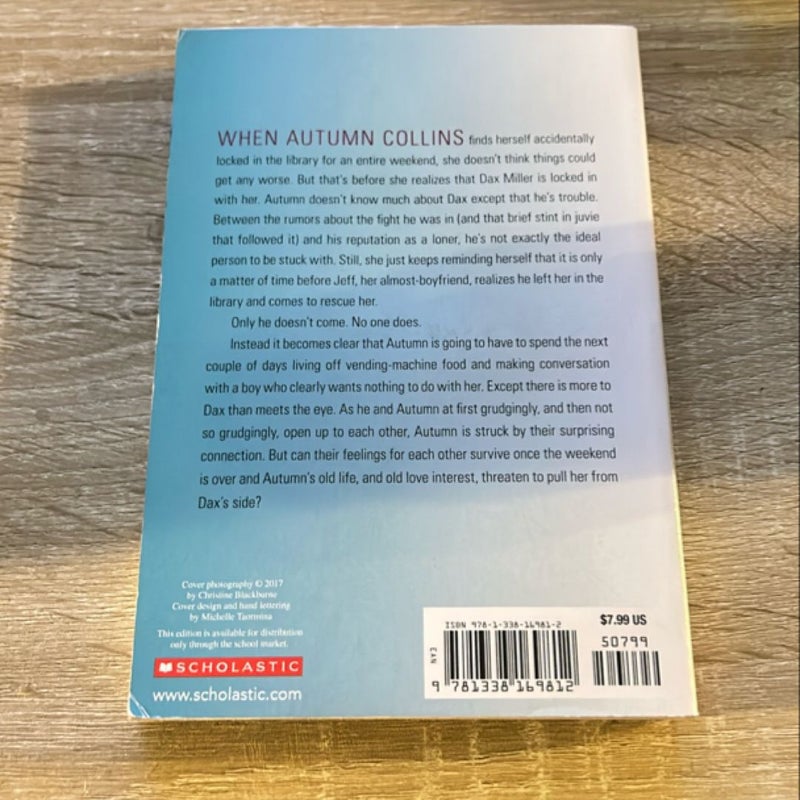 WHEN AUTUMN COLLINS finds herself accidentally
locked in the library for an entire weekend, she doesn't think things could
get any worse. But that's before she realizes that Dax Miller is locked in
with her. Autumn doesn't know much about Dax except that he's trouble.
Between the rumors about the fight he was in (and that brief stint in juvie
that followed it) and his reputation as a loner, he's not exactly the ideal
person to be stuck with. Still, she just keeps reminding herself that it is only
a matter of time before Jeff, her almost-boyfriend, realizes he left her in the
library and comes to rescue her.
Only he doesn't come. No one does.
Instead it becomes clear that Autumn is going to have to spend the next
couple of days living off vending-machine food and making conversation
with a boy who clearly wants nothing to do with her. Except there is more to
Dax than meets the eye. As he and Autumn at first grudgingly, and then not
so grudgingly, open up to each other, Autumn is struck by their surprising
connection. But can their feelings for each other survive once the weekend
is over and Autumn's old life, and old love interest, threaten to pull her from
Dax's side?
Cover photography © 2017
by Christine Blackburne
Cover design and hand lettering
by Michelle Taormina
This edition is available for distribution
only through the school market.
SCHOLASTIC
www.scholastic.com
ISBN 978-1-338-16981-2
$7.99 US
50799
EAN
9 781338 169812